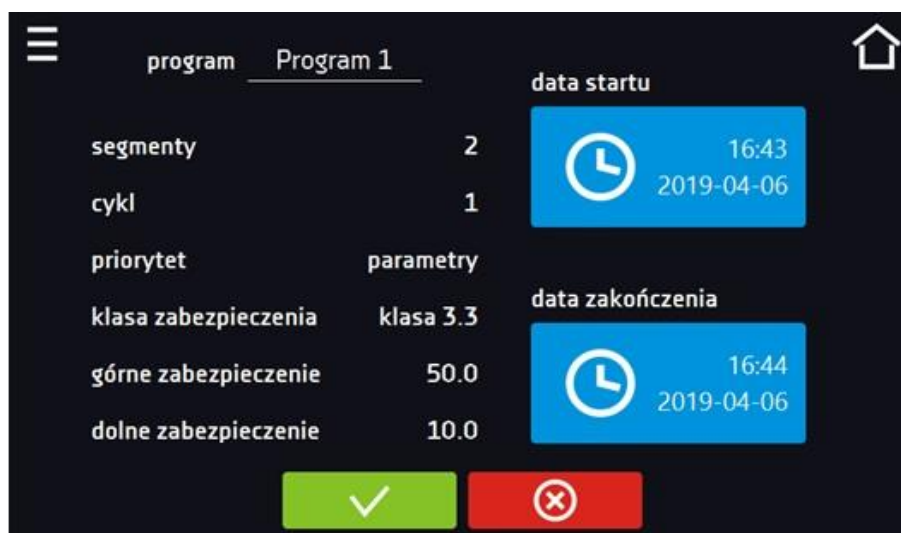 program Program 1
segmenty 2
cykl 1
priorytet parametry
klasa zabezpieczenia klasa 3.3
górne zabezpieczenie 50.0
dolne zabezpieczenie 10.0
data startu
16:43
2019-04-06
data zakończenia
16:44
2019-04-06